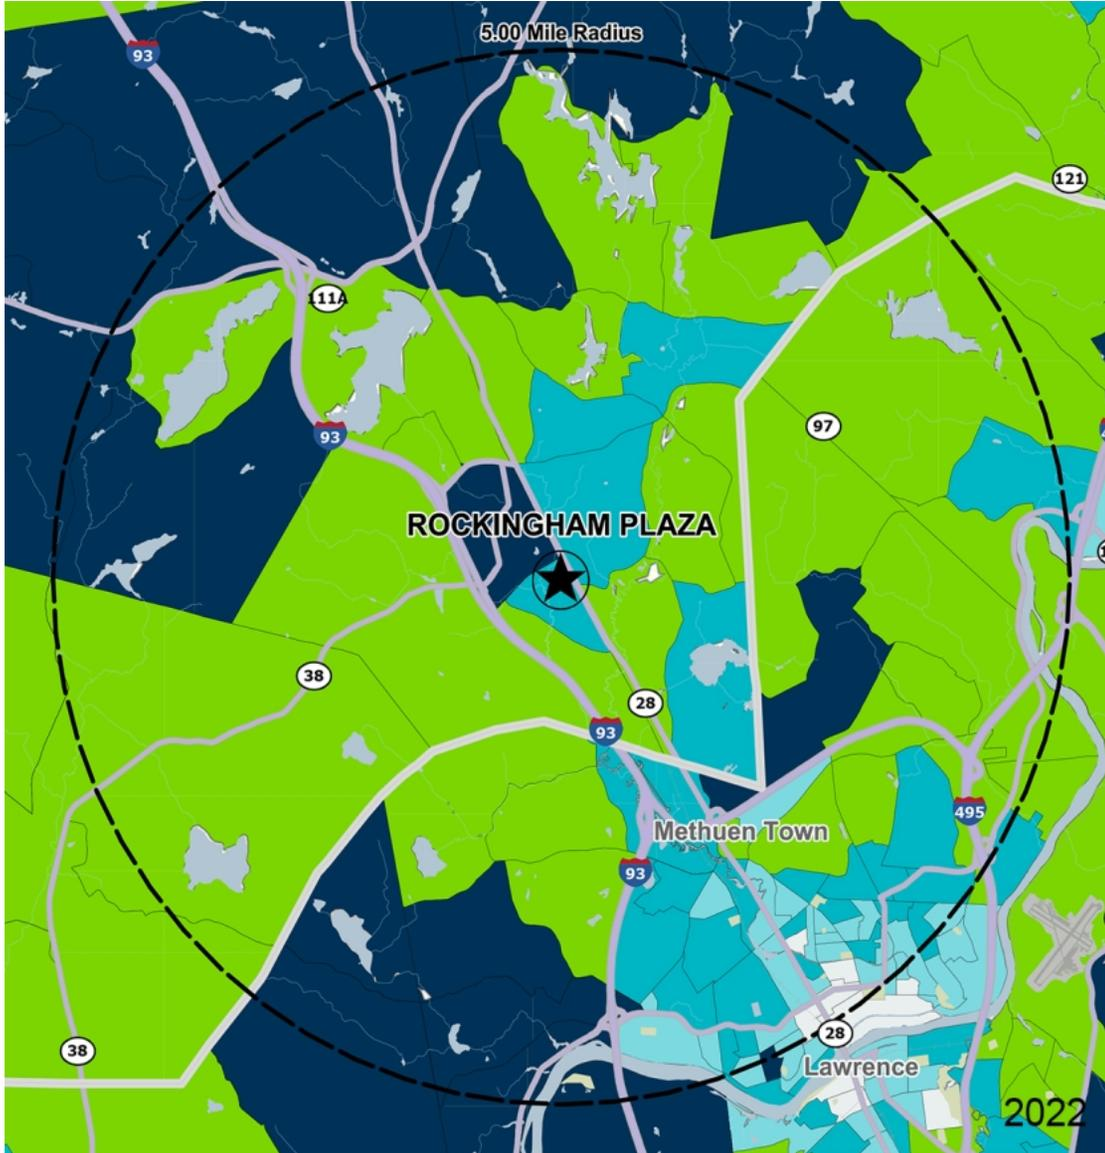 5.00 Mile Radius
93
121
111A
93
97
ROCKINGHAM PLAZA
38
28
93
495
Methuen Town
93
28
38
Lawrence
2022